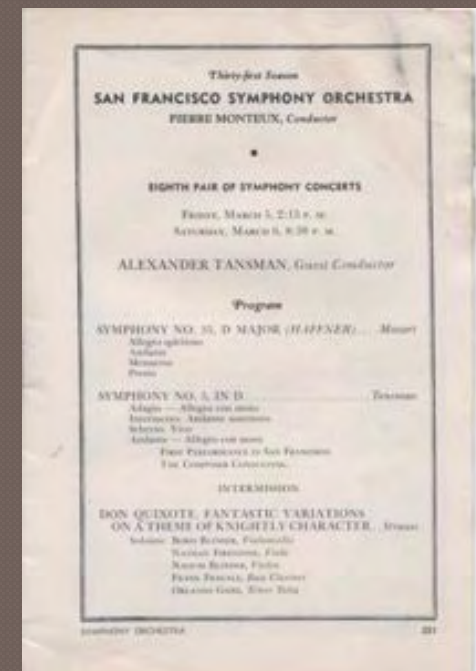 Thirty-first Season
SAN FRANCISCO SYMPHONY ORCHESTRA
PIERRE MONTEUX, Conductor
EIGHTH PAIR OF SYMPHONY CONCERTS
FRIDAY, MARCH 5, 2:15 P. M.
SATURDAY, MARCH 6, 8:30 P. M.
ALEXANDER TANSMAN, Guest Conductor
Program
SYMPHONY NO. 35, D MAJOR (HAFFNER).... Mozart
Allegro spiritoso
Andante
Menuetto
Presto
SYMPHONY NO. 5, IN D Tansman
Adagio — Allegro con moto
Intermezzo: Andante
Scherzo: Vivo
Andante — Allegro con moto
FIRST PERFORMANCE IN SAN FRANCISCO
THE COMPOSER CONDUCTING
INTERMISSION
DON QUIXOTE, FANTASTIC VARIATIONS
ON A THEME OF KNIGHTLY CHARACTER. Strauss
Soloists: BORIS BLINDER, Violoncello
NATHAN FIRESTONE, Viola
NAOUM BLINDER, Violin
FRANK FRAGALE, Bass Clarinet
ORLANDO Tenor Tuba
SYMPHONY ORCHESTRA